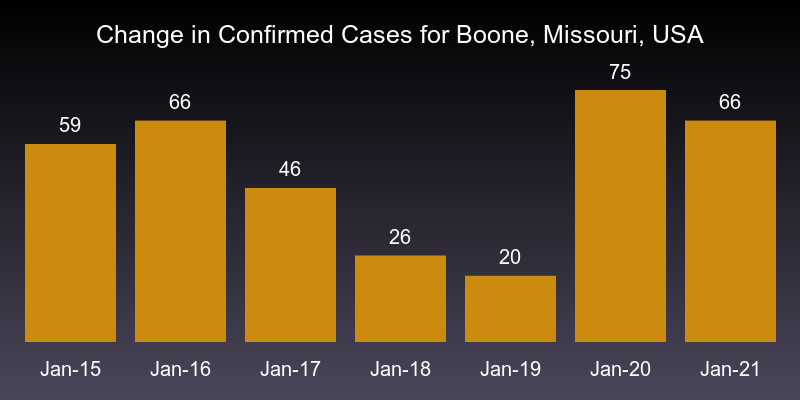 Change in Confirmed Cases for Boone, Missouri, USA
59
66
46
26
20
75
66
Jan-15
Jan-16
Jan-17
Jan-18
Jan-19
Jan-20
Jan-21